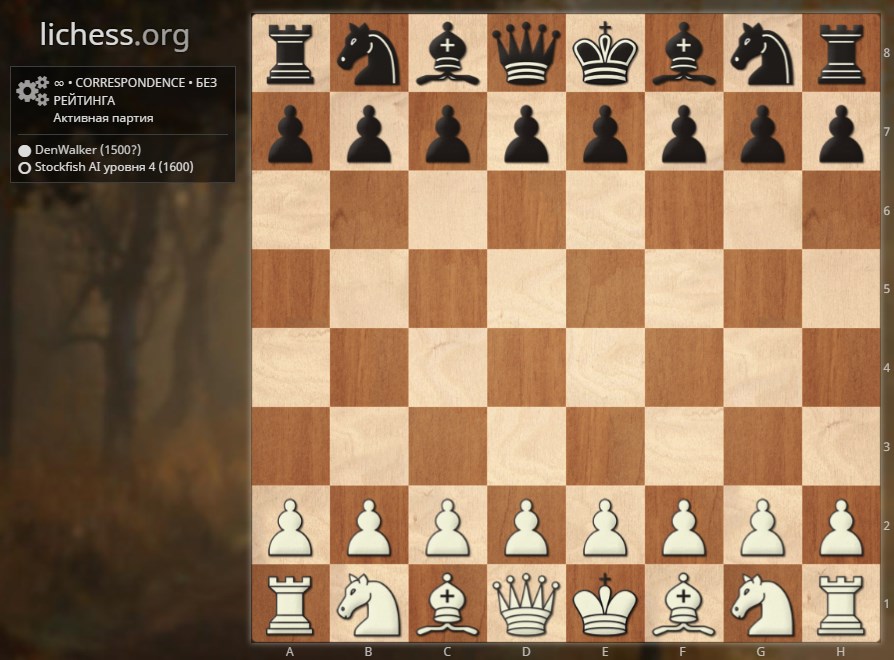 lichess.org
∞ • CORRESPONDENCE • БЕЗ
РЕЙТИНГА
Активная партия
DenWalker (1500?)
Stockfish AI уровня 4 (1600)
8
7
6
5
4
3
2
1
A B C D E F G H